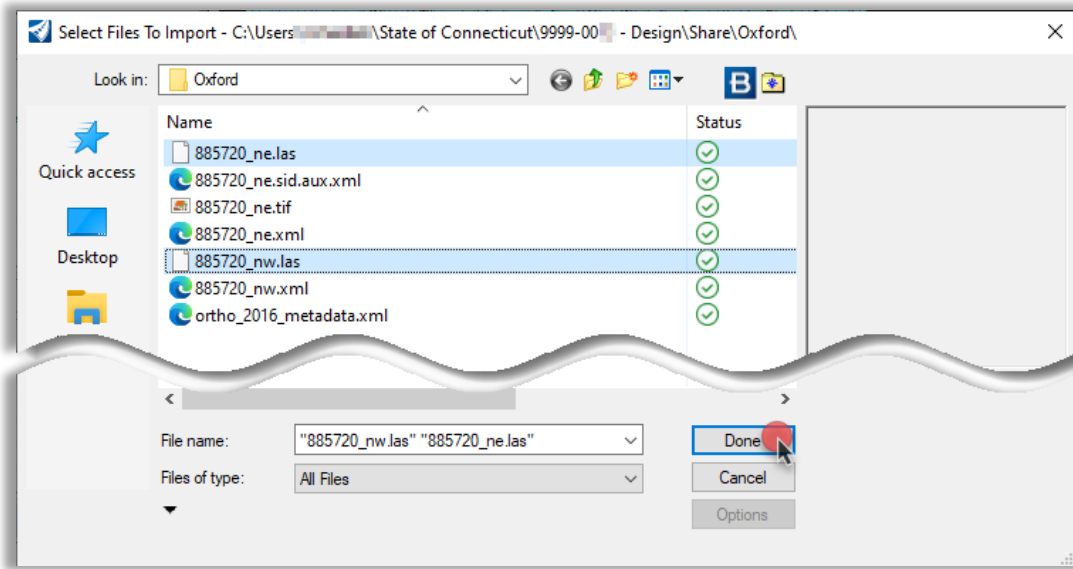 Select Files To Import - C:\Users \State of Connecticut\9999-00 - Design\Share\Oxford\
Look in: Oxford
B
Name Status
Quick access
Desktop
885720_ne.las
885720_ne.sid.aux.xml
885720_ne.tif
885720_ne.xml
885720_nw.las
885720_nw.xml
ortho_2016_metadata.xml
File name: "885720_nw.las" "885720_ne.las" Done
Files of type: All Files Cancel
Options